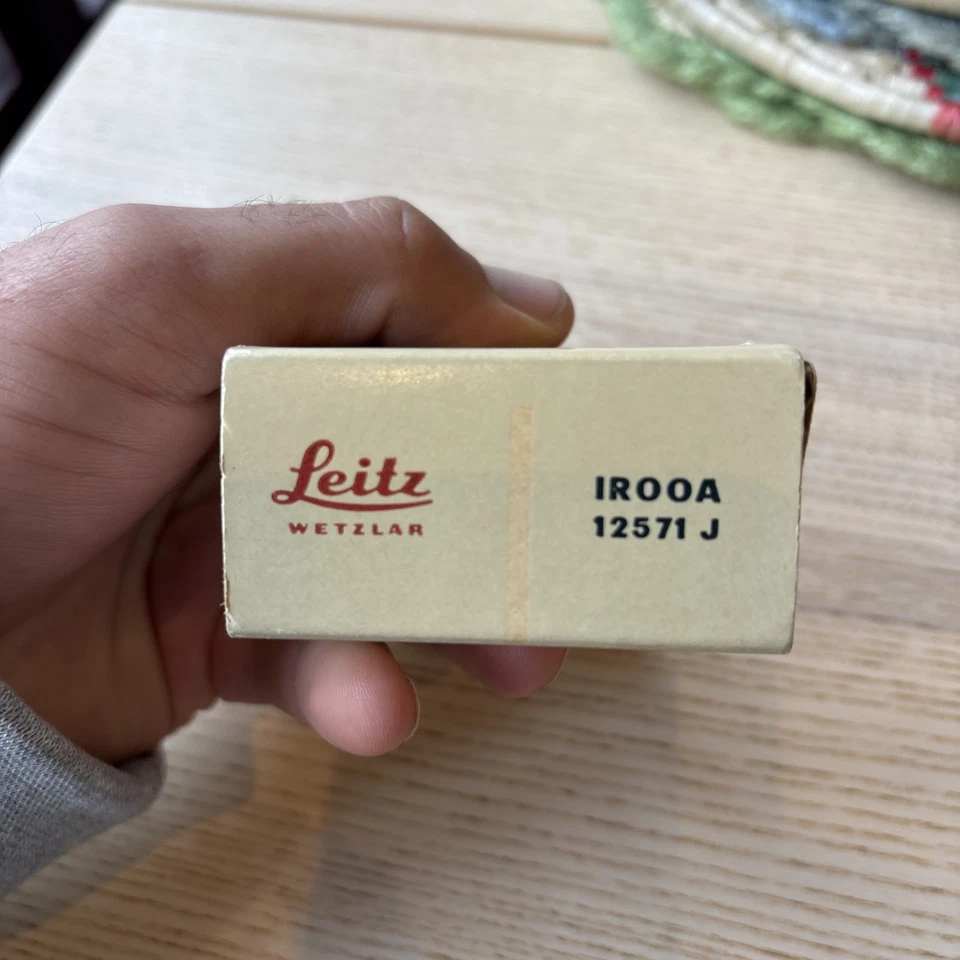 Leitz
WETZLAR
IROOA
12571 J